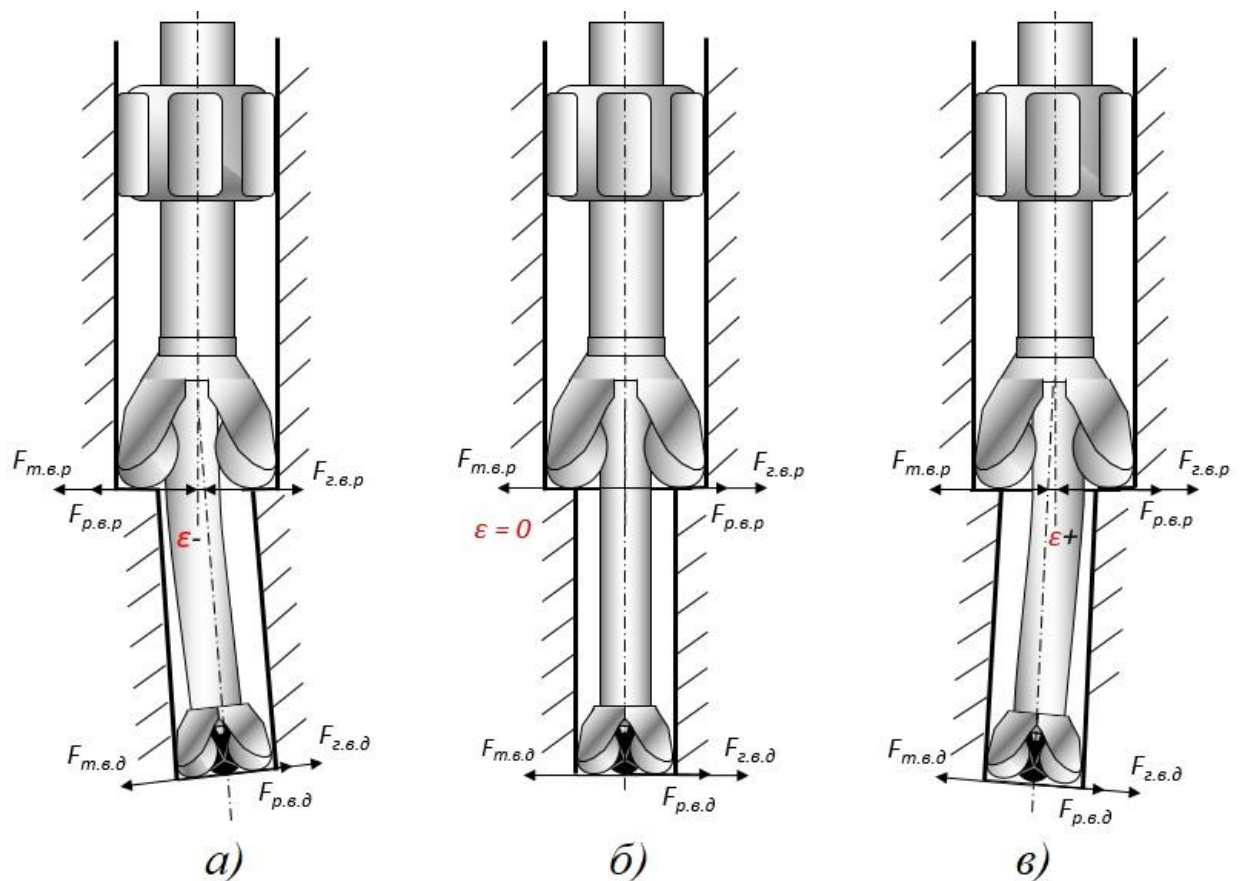 Fт.в.р
Fг.в.р
Fр.в.р
ε-
Fт.в.д
Fг.в.д
Fр.в.д
а)
Fт.в.р
Fг.в.р
Fр.в.р
ε = 0
Fт.в.д
Fг.в.д
Fр.в.д
б)
Fт.в.р
Fг.в.р
Fр.в.р
ε+
Fт.в.д
Fг.в.д
Fр.в.д
в)